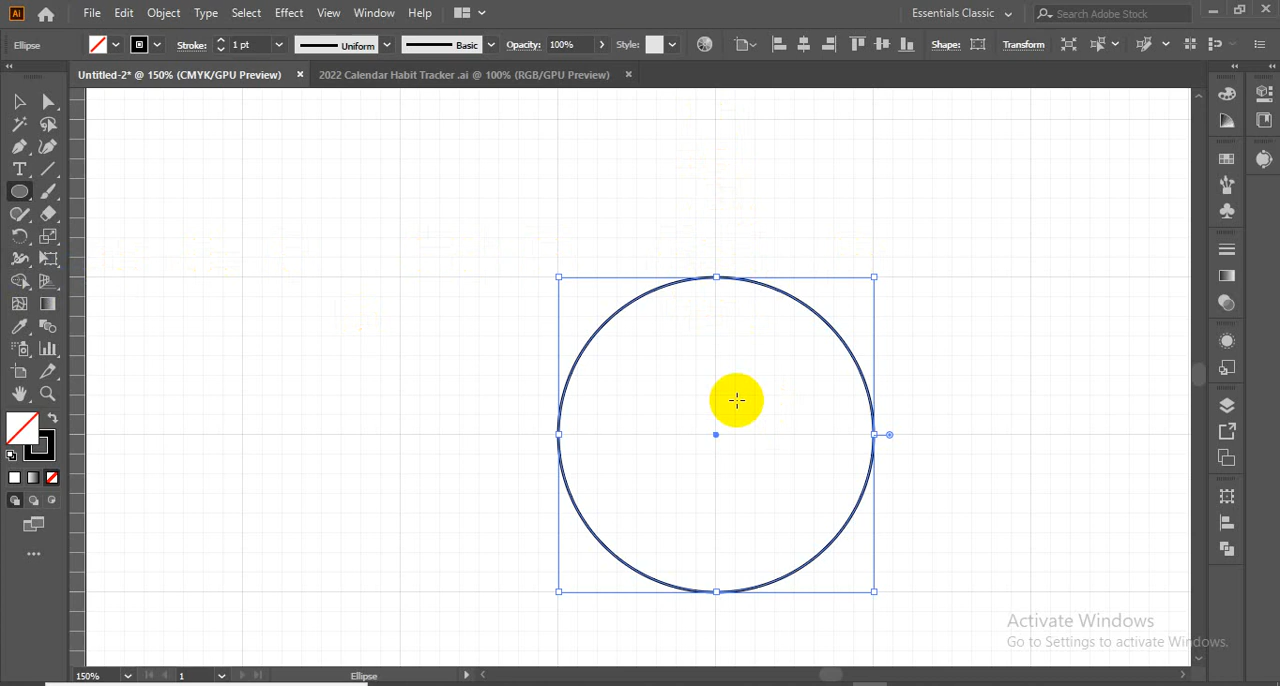 Ai File Edit Object Type Select Effect View Window Help Essentials Classic Search Adobe Stock
Ellipse Stroke: 1 pt Uniform Basic Opacity: 100% Style: Shape: Transform
Untitled-2* @ 150% (CMYK/GPU Preview) × 2022 Calendar Habit Tracker .ai @ 100% (RGB/GPU Preview) ×
T
Activate Windows
Go to Settings to activate Windows.
150% 1 Ellipse